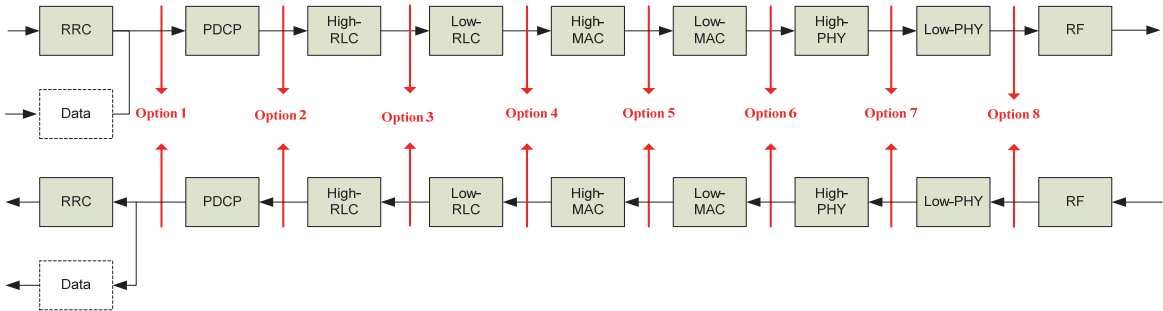 RRC
PDCP
High-
RLC
Low-
RLC
High-
MAC
Low-
MAC
High-
PHY
Low-PHY
RF
Data
Option 1
Option 2
Option 3
Option 4
Option 5
Option 6
Option 7
Option 8
RRC
PDCP
High-
RLC
Low-
RLC
High-
MAC
Low-
MAC
High-
PHY
Low-PHY
RF
Data